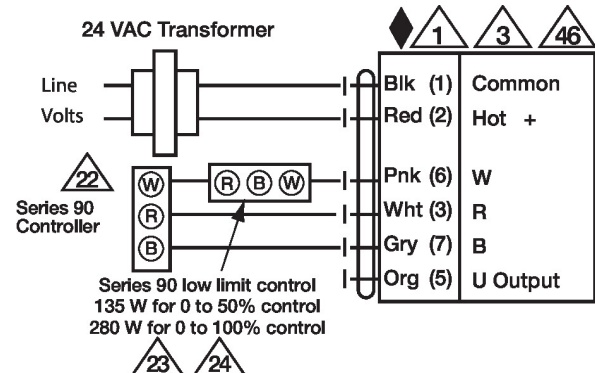 24 VAC Transformer
1 3 46
Line
Volts
Blk (1) Common
Red (2) Hot +
22
Series 90
Controller
W R B W Pnk (6) W
R Wht (3) R
B Gry (7) B
Org (5) U Output
Series 90 low limit control
135 W for 0 to 50% control
280 W for 0 to 100% control
23 24